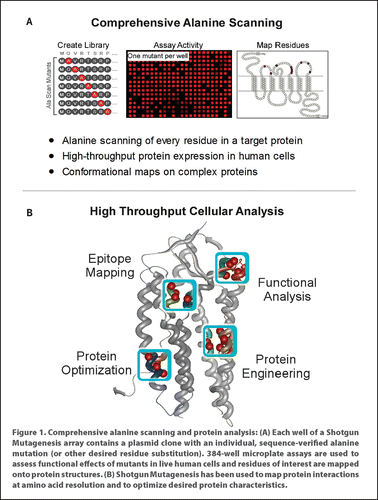 A
Comprehensive Alanine Scanning
Create Library
Assay Activity
Map Residues
One mutant per well
M Q V R T S R P
Ala Scan Mutants
• Alanine scanning of every residue in a target protein
• High-throughput protein expression in human cells
• Conformational maps on complex proteins
B
High Throughput Cellular Analysis
Epitope
Mapping
Functional
Analysis
Protein
Optimization
Protein
Engineering
Figure 1. Comprehensive alanine scanning and protein analysis: (A) Each well of a Shotgun
Mutagenesis array contains a plasmid clone with an individual, sequence-verified alanine
mutation (or other desired residue substitution). 384-well microplate assays are used to
assess functional effects of mutants in live human cells and residues of interest are mapped
onto protein structures. (B) Shotgun Mutagenesis has been used to map protein interactions
at amino acid resolution and to optimize desired protein characteristics.